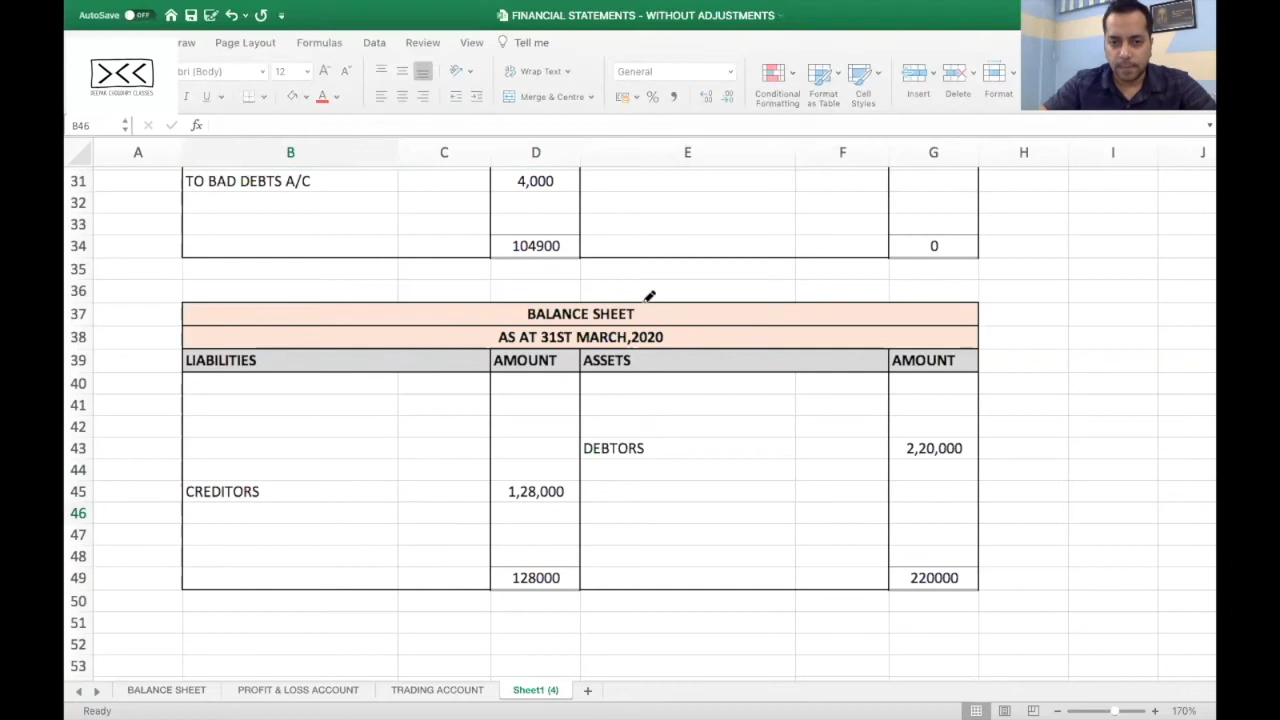 AutoSave OFF
FINANCIAL STATEMENTS - WITHOUT ADJUSTMENTS
raw Page Layout Formulas Data Review View Tell me
DEEPAK CHOUDHRY CLASSES
bri (Body) 12 Wrap Text General
Merge & Centre
Conditional Formatting Format as Table Cell Styles Insert Delete Format
B46 fx
A B C D E F G H I J
31 TO BAD DEBTS A/C 4,000
32
33
34 104900 0
35
36
37 BALANCE SHEET
38 AS AT 31ST MARCH,2020
39 LIABILITIES AMOUNT ASSETS AMOUNT
40
41
42
43 DEBTORS 2,20,000
44
45 CREDITORS 1,28,000
46
47
48
49 128000 220000
50
51
52
53
BALANCE SHEET PROFIT & LOSS ACCOUNT TRADING ACCOUNT Sheet1 (4) +
Ready 170%